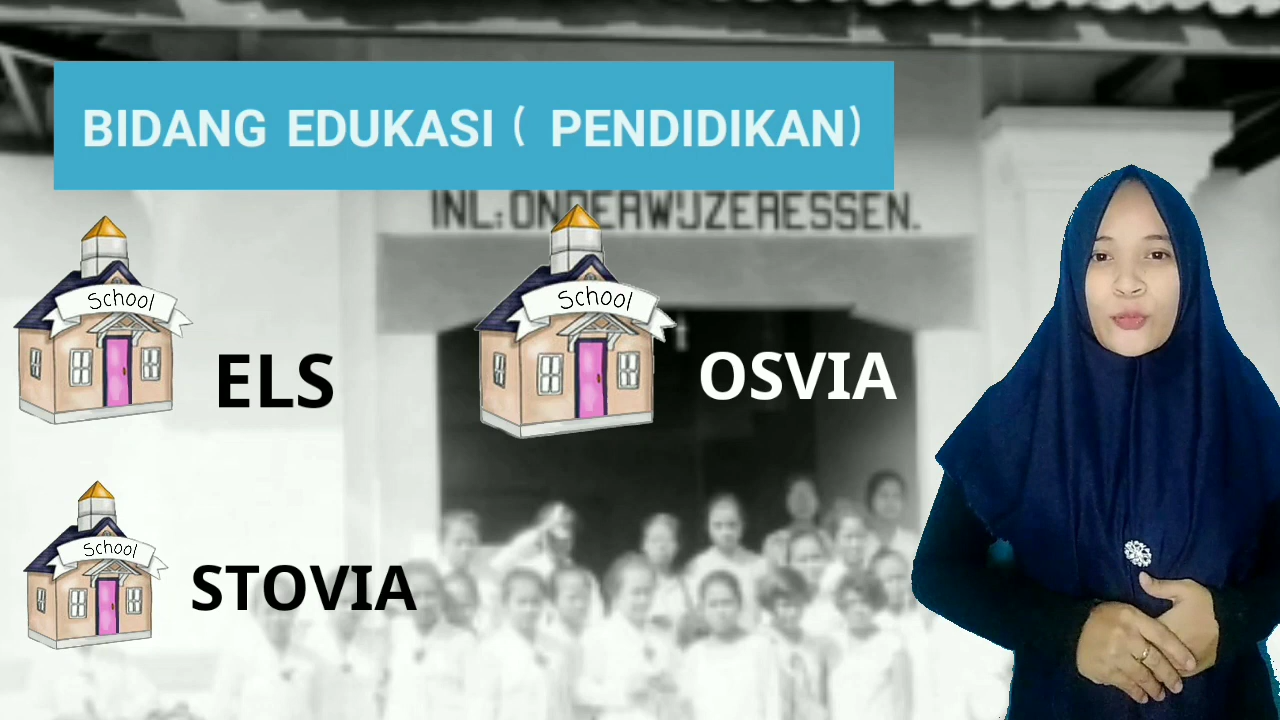 BIDANG EDUKASI ( PENDIDIKAN)
INL: ONDERWIJZERESSEN.
School
ELS
School
OSVIA
School
STOVIA